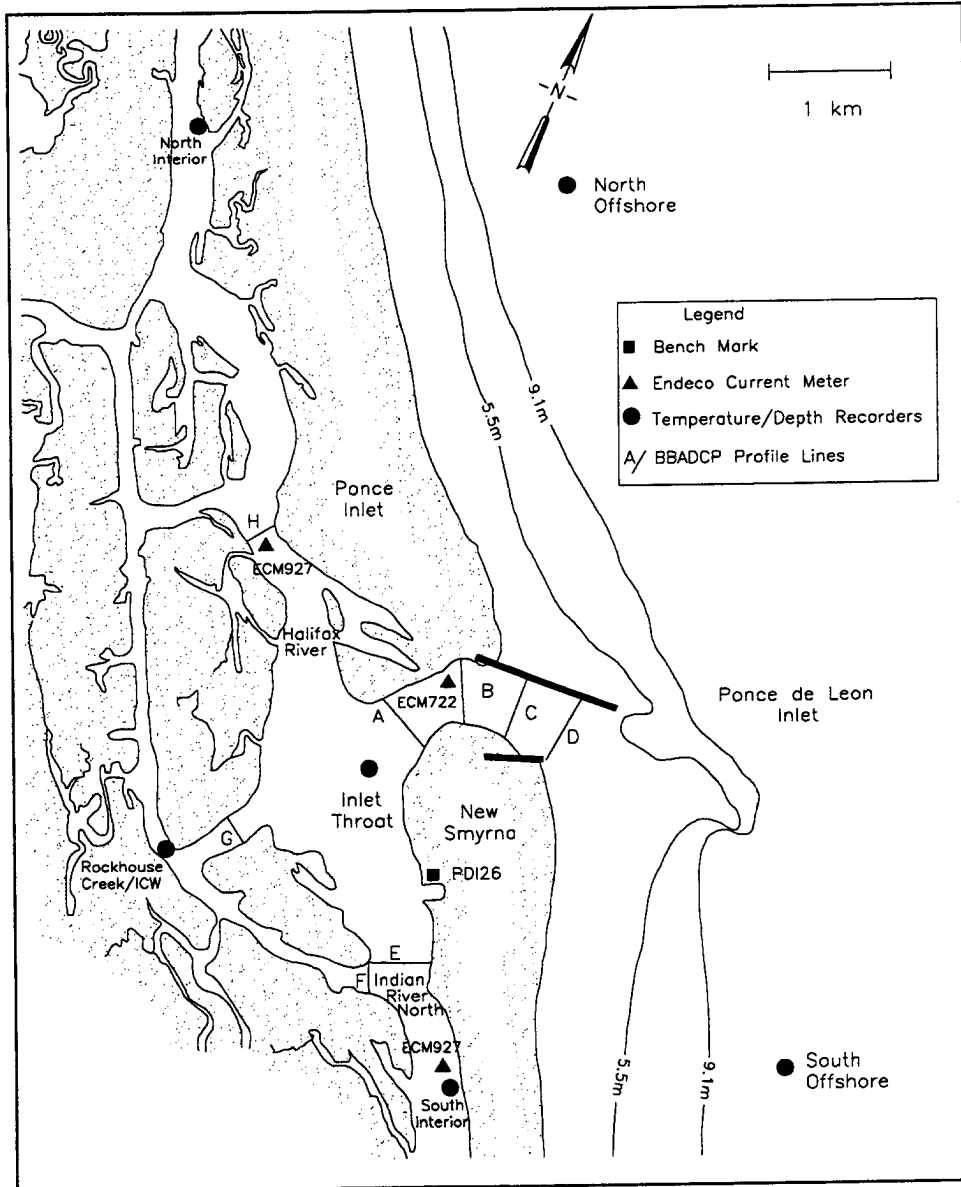 N
1 km
North
Interior
North
Offshore
Legend
Bench Mark
Endeco Current Meter
Temperature/Depth Recorders
A/ BBADCP Profile Lines
9.1m
5.5m
Ponce
Inlet
H
ECM927
Halifax
River
ECM722
A
B
C
D
Ponce de Leon
Inlet
Inlet
Throat
New
Smyrna
G
Rockhouse
Creek/ICW
PDI26
E
F
Indian
River
North
ECM927
South
Interior
5.5m
9.1m
South
Offshore